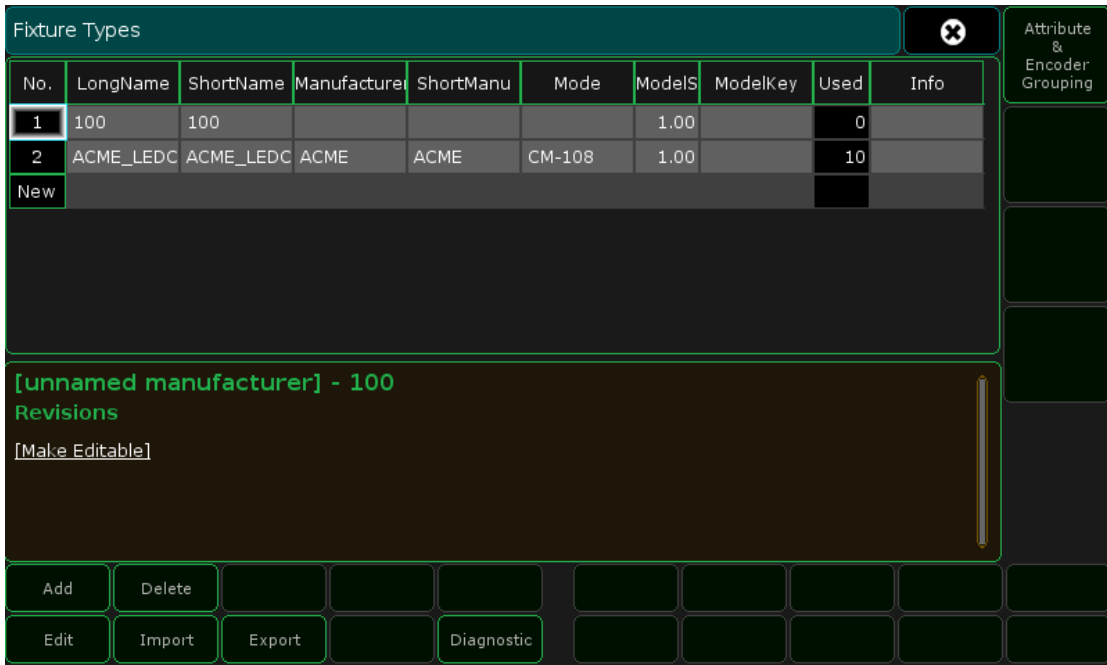 Fixture Types
Attribute
&
Encoder
Grouping
No. LongName ShortName Manufacturer ShortManu Mode ModelS ModelKey Used Info
1 100 100 1.00 0
2 ACME_LEDC ACME_LEDC ACME ACME CM-108 1.00 10
New
[unnamed manufacturer] - 100
Revisions
[Make Editable]
Add Delete
Edit Import Export Diagnostic